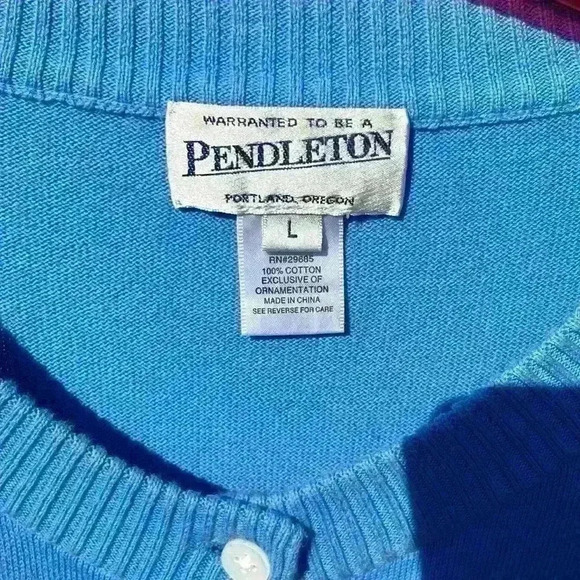 WARRANTED TO BE A
PENDLETON
PORTLAND, OREGON
L
RN#29685
100% COTTON
EXCLUSIVE OF
ORNAMENTATION
MADE IN CHINA
SEE REVERSE FOR CARE